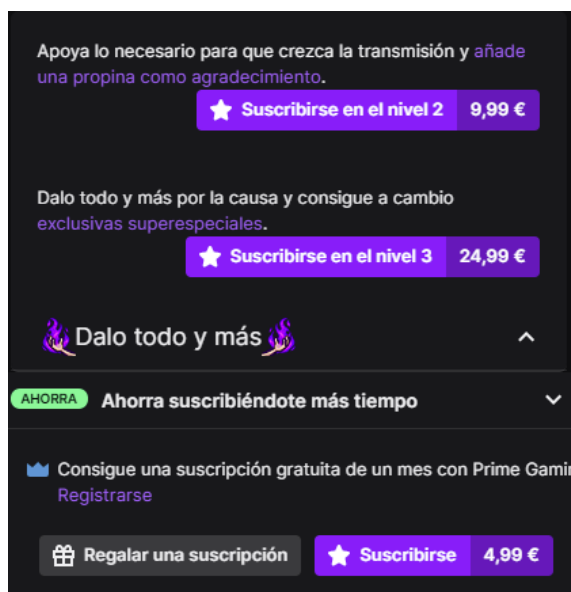 Apoya lo necesario para que crezca la transmisión y añade
una propina como agradecimiento.
Suscribirse en el nivel 2 9,99 €
Dalo todo y más por la causa y consigue a cambio
exclusivas superespeciales.
Suscribirse en el nivel 3 24,99 €
Dalo todo y más
AHORRA Ahorra suscribiéndote más tiempo
Consigue una suscripción gratuita de un mes con Prime
Registrarse
Regalar una suscripción Suscribirse 4,99 €